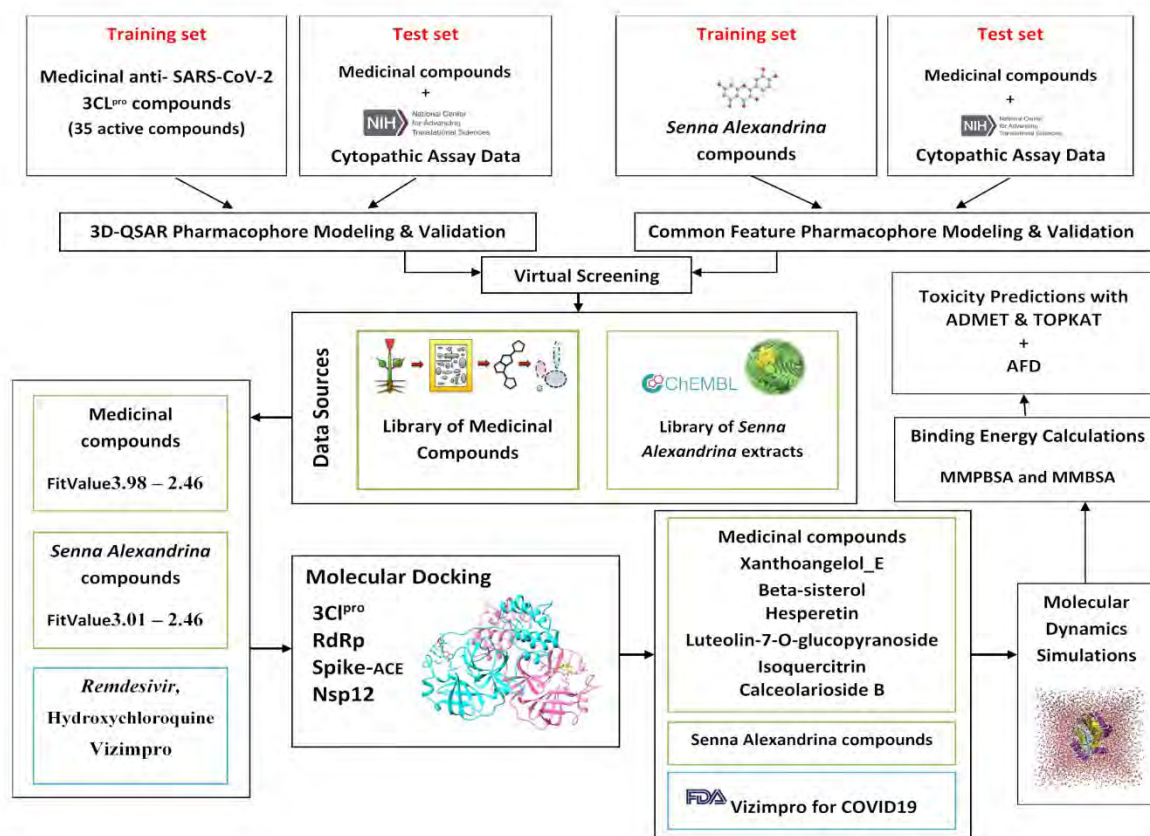 Training set
Medicinal anti- SARS-CoV-2
3CLpro compounds
(35 active compounds)
Test set
Medicinal compounds
+
NIH National Center
for Advancing
Translational Sciences
Cytopathic Assay Data
Training set
Senna Alexandrina
compounds
Test set
Medicinal compounds
+
NIH National Center
for Advancing
Translational Sciences
Cytopathic Assay Data
3D-QSAR Pharmacophore Modeling & Validation
Common Feature Pharmacophore Modeling & Validation
Virtual Screening
Data Sources
Library of Medicinal
Compounds
ChEMBL
Library of Senna
Alexandrina extracts
Medicinal
compounds
FitValue3.98 – 2.46
Senna Alexandrina
compounds
FitValue3.01 – 2.46
Remdesivir,
Hydroxychloroquine
Vizimpro
Molecular Docking
3Clpro
RdRp
Spike-ACE
Nsp12
Medicinal compounds
Xanthoangelol_E
Beta-sisterol
Hesperetin
Luteolin-7-O-glucopyranoside
Isoquercitrin
Calceolarioside B
Senna Alexandrina compounds
FDA Vizimpro for COVID19
Molecular
Dynamics
Simulations
Binding Energy Calculations
MMPBSA and MMBSA
Toxicity Predictions with
ADMET & TOPKAT
+
AFD